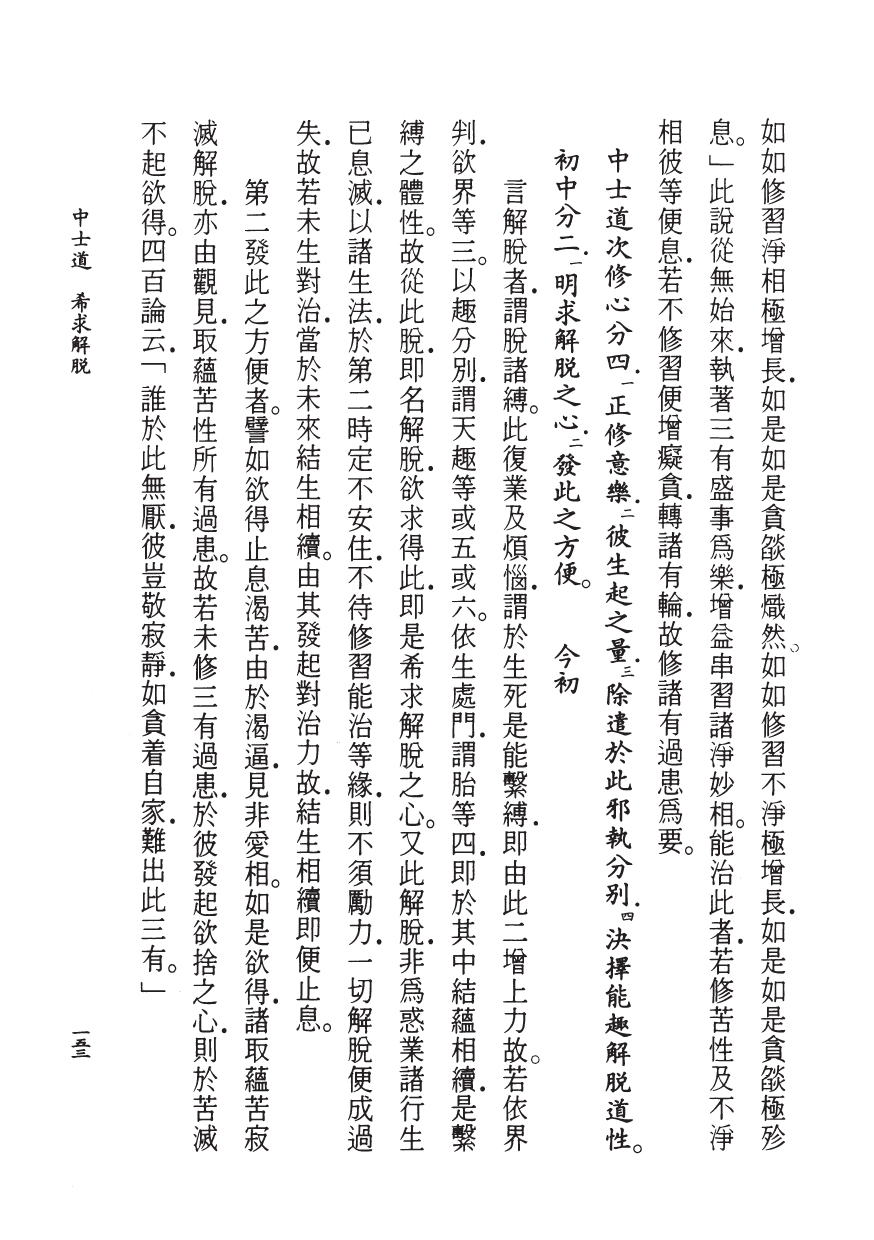 如如修習淨相極增長．如是如是貪燄極熾然。如如修習不淨極增長．如是如是貪燄極殄
息。」此說從無始來．執著三有盛事爲樂．增益串習諸淨妙相。能治此者．若修苦性及不淨
相彼等便息．若不修習便增癡貪．轉諸有輪．故修諸有過患爲要。
中士道次修心分四．一正修意樂．二彼生起之量．三除遣於此邪執分別．四決擇能趣解脫道性。
初中分二．一明求解脫之心．二發此之方便。　今初
言解脫者．謂脫諸縛。此復業及煩惱．謂於生死是能繫縛．即由此二增上力故。若依界
判．欲界等三。以趣分別．謂天趣等或五或六。依生處門．謂胎等四．即於其中結蘊相續．是繫
縛之體性。故從此脫．即名解脫．欲求得此．即是希求解脫之心。又此解脫．非爲惑業諸行生
已息滅．以諸生法．於第二時定不安住．不待修習能治等緣．則不須勵力．一切解脫便成過
失．故若未生對治．當於未來結生相續。由其發起對治力故．結生相續即便止息。
第二發此之方便者。譬如欲得止息渴苦．由於渴逼．見非愛相。如是欲得．諸取蘊苦寂
滅解脫．亦由觀見．取蘊苦性所有過患。故若未修三有過患．於彼發起欲捨之心．則於苦滅
不起欲得。四百論云．「誰於此無厭．彼豈敬寂靜．如貪着自家．難出此三有。」
中士道　希求解脫
一五三